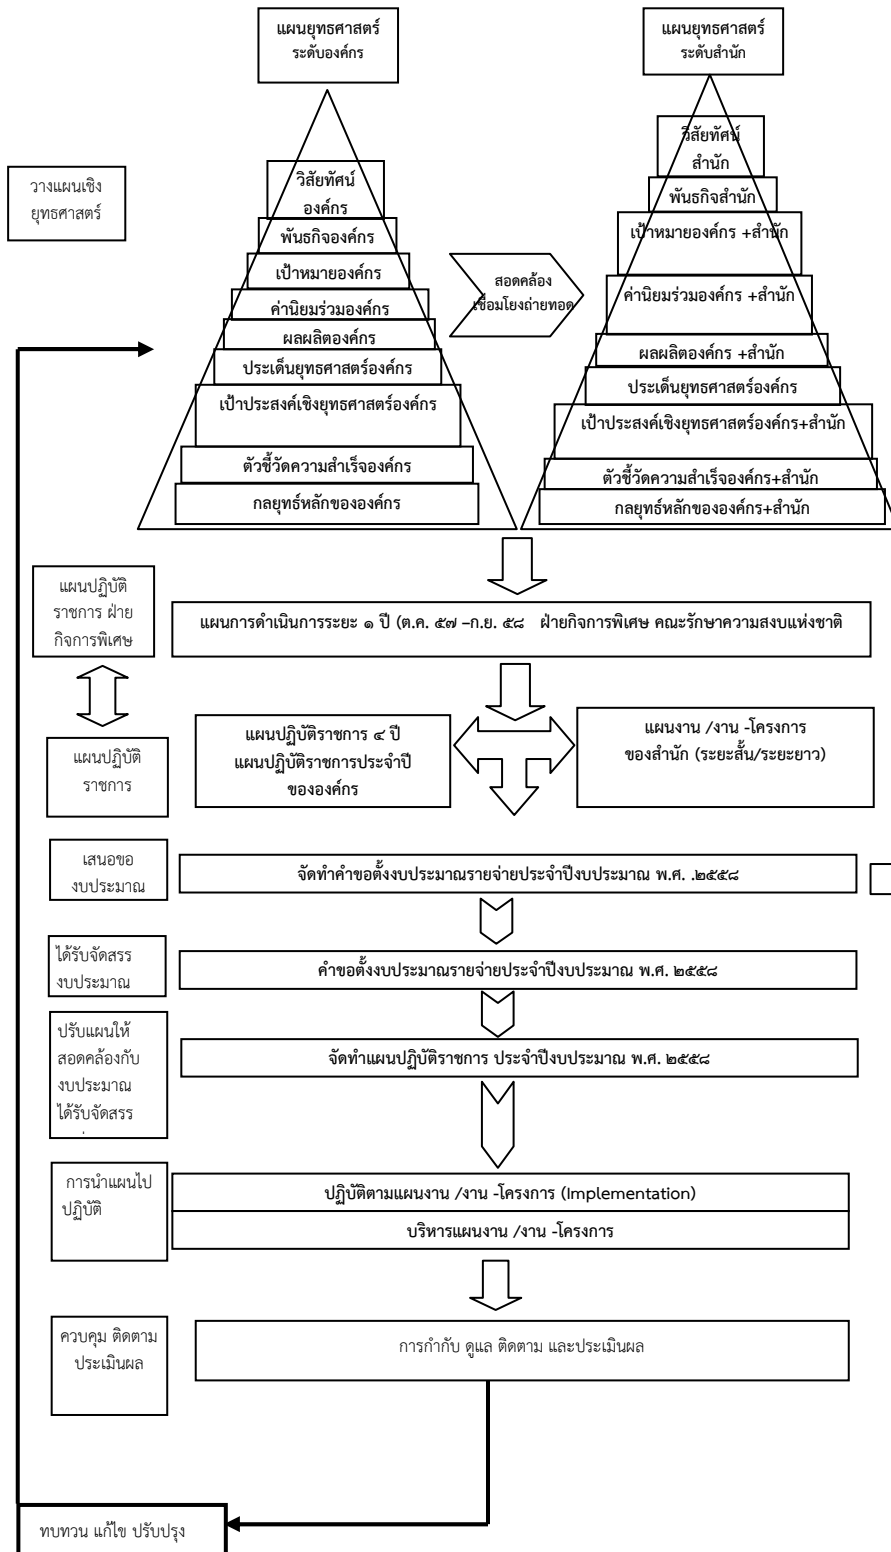 แผนยุทธศาสตร์
ระดับองค์กร
แผนยุทธศาสตร์
ระดับสำนัก
วางแผนเชิง
ยุทธศาสตร์
วิสัยทัศน์
องค์กร
พันธกิจองค์กร
เป้าหมายองค์กร
ค่านิยมร่วมองค์กร
ผลผลิตองค์กร
ประเด็นยุทธศาสตร์องค์กร
เป้าประสงค์เชิงยุทธศาสตร์องค์กร
ตัวชี้วัดความสำเร็จองค์กร
กลยุทธ์หลักขององค์กร
สอดคล้อง
เชื่อมโยงถ่ายทอด
วิสัยทัศน์
สำนัก
พันธกิจสำนัก
เป้าหมายองค์กร +สำนัก
ค่านิยมร่วมองค์กร +สำนัก
ผลผลิตองค์กร +สำนัก
ประเด็นยุทธศาสตร์องค์กร
เป้าประสงค์เชิงยุทธศาสตร์องค์กร+สำนัก
ตัวชี้วัดความสำเร็จองค์กร+สำนัก
กลยุทธ์หลักขององค์กร+สำนัก
แผนปฏิบัติ
ราชการ ฝ่าย
กิจการพิเศษ
แผนการดำเนินการระยะ ๑ ปี (ต.ค. ๕๗ –ก.ย. ๕๘ ฝ่ายกิจการพิเศษ คณะรักษาความสงบแห่งชาติ
แผนปฏิบัติ
ราชการ
แผนปฏิบัติราชการ ๔ ปี
แผนปฏิบัติราชการประจำปี
ขององค์กร
แผนงาน /งาน -โครงการ
ของสำนัก (ระยะสั้น/ระยะยาว)
เสนอขอ
งบประมาณ
จัดทำคำขอตั้งงบประมาณรายจ่ายประจำปีงบประมาณ พ.ศ. .๒๕๕๘
ได้รับจัดสรร
งบประมาณ
คำขอตั้งงบประมาณรายจ่ายประจำปีงบประมาณ พ.ศ. ๒๕๕๘
ปรับแผนให้
สอดคล้องกับ
งบประมาณ
ได้รับจัดสรร
จัดทำแผนปฏิบัติราชการ ประจำปีงบประมาณ พ.ศ. ๒๕๕๘
การนำแผนไป
ปฏิบัติ
ปฏิบัติตามแผนงาน /งาน -โครงการ (Implementation)
บริหารแผนงาน /งาน -โครงการ
ควบคุม ติดตาม
ประเมินผล
การกำกับ ดูแล ติดตาม และประเมินผล
ทบทวน แก้ไข ปรับปรุง